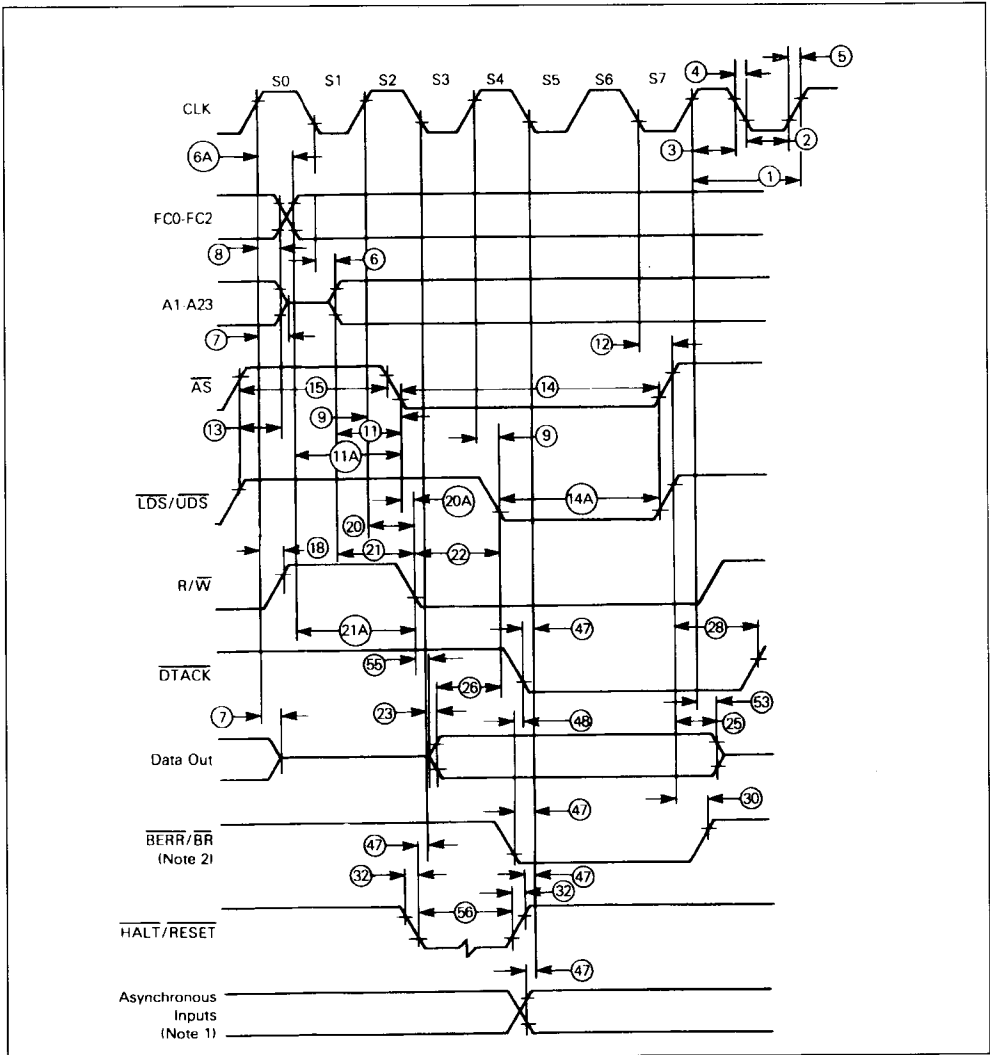 S0 S1 S2 S3 S4 S5 S6 S7
4 5
CLK
3 2
6A 1
FC0-FC2
8 6
A1-A23
7 12
AS
15 14
13 9 11 9
11A
LDS/UDS 20A 14A
20
18 21 22
R/W
21A 47 28
DTACK 55
26 53
7 23 48 25
Data Out
47 30
BERR/BR
(Note 2) 47
32 47
56 32
HALT/RESET
47
Asynchronous
Inputs
(Note 1)